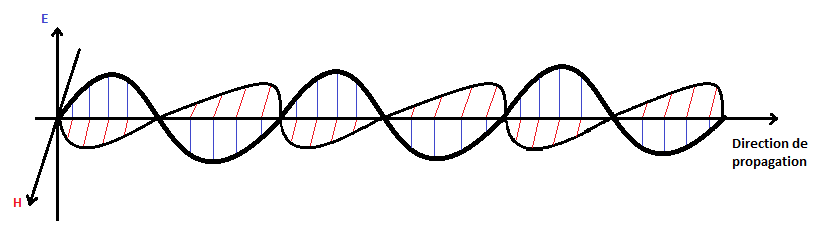 E
H
Direction de
propagation